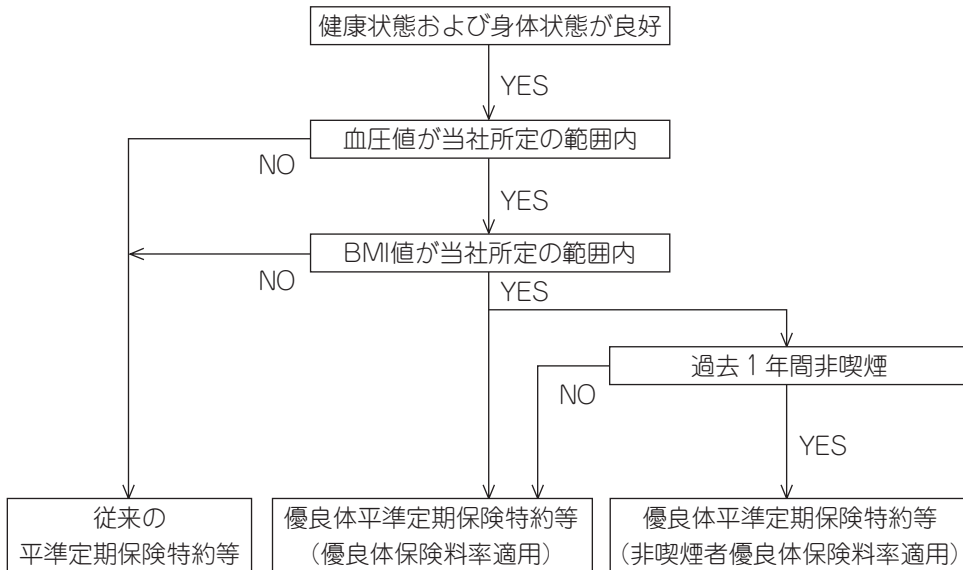 健康状態および身体状態が良好
YES
血圧値が当社所定の範囲内
NO
YES
BMI値が当社所定の範囲内
NO
YES
過去1年間非喫煙
NO
YES
従来の
平準定期保険特約等
優良体平準定期保険特約等
(優良体保険料率適用)
優良体平準定期保険特約等
(非喫煙者優良体保険料率適用)